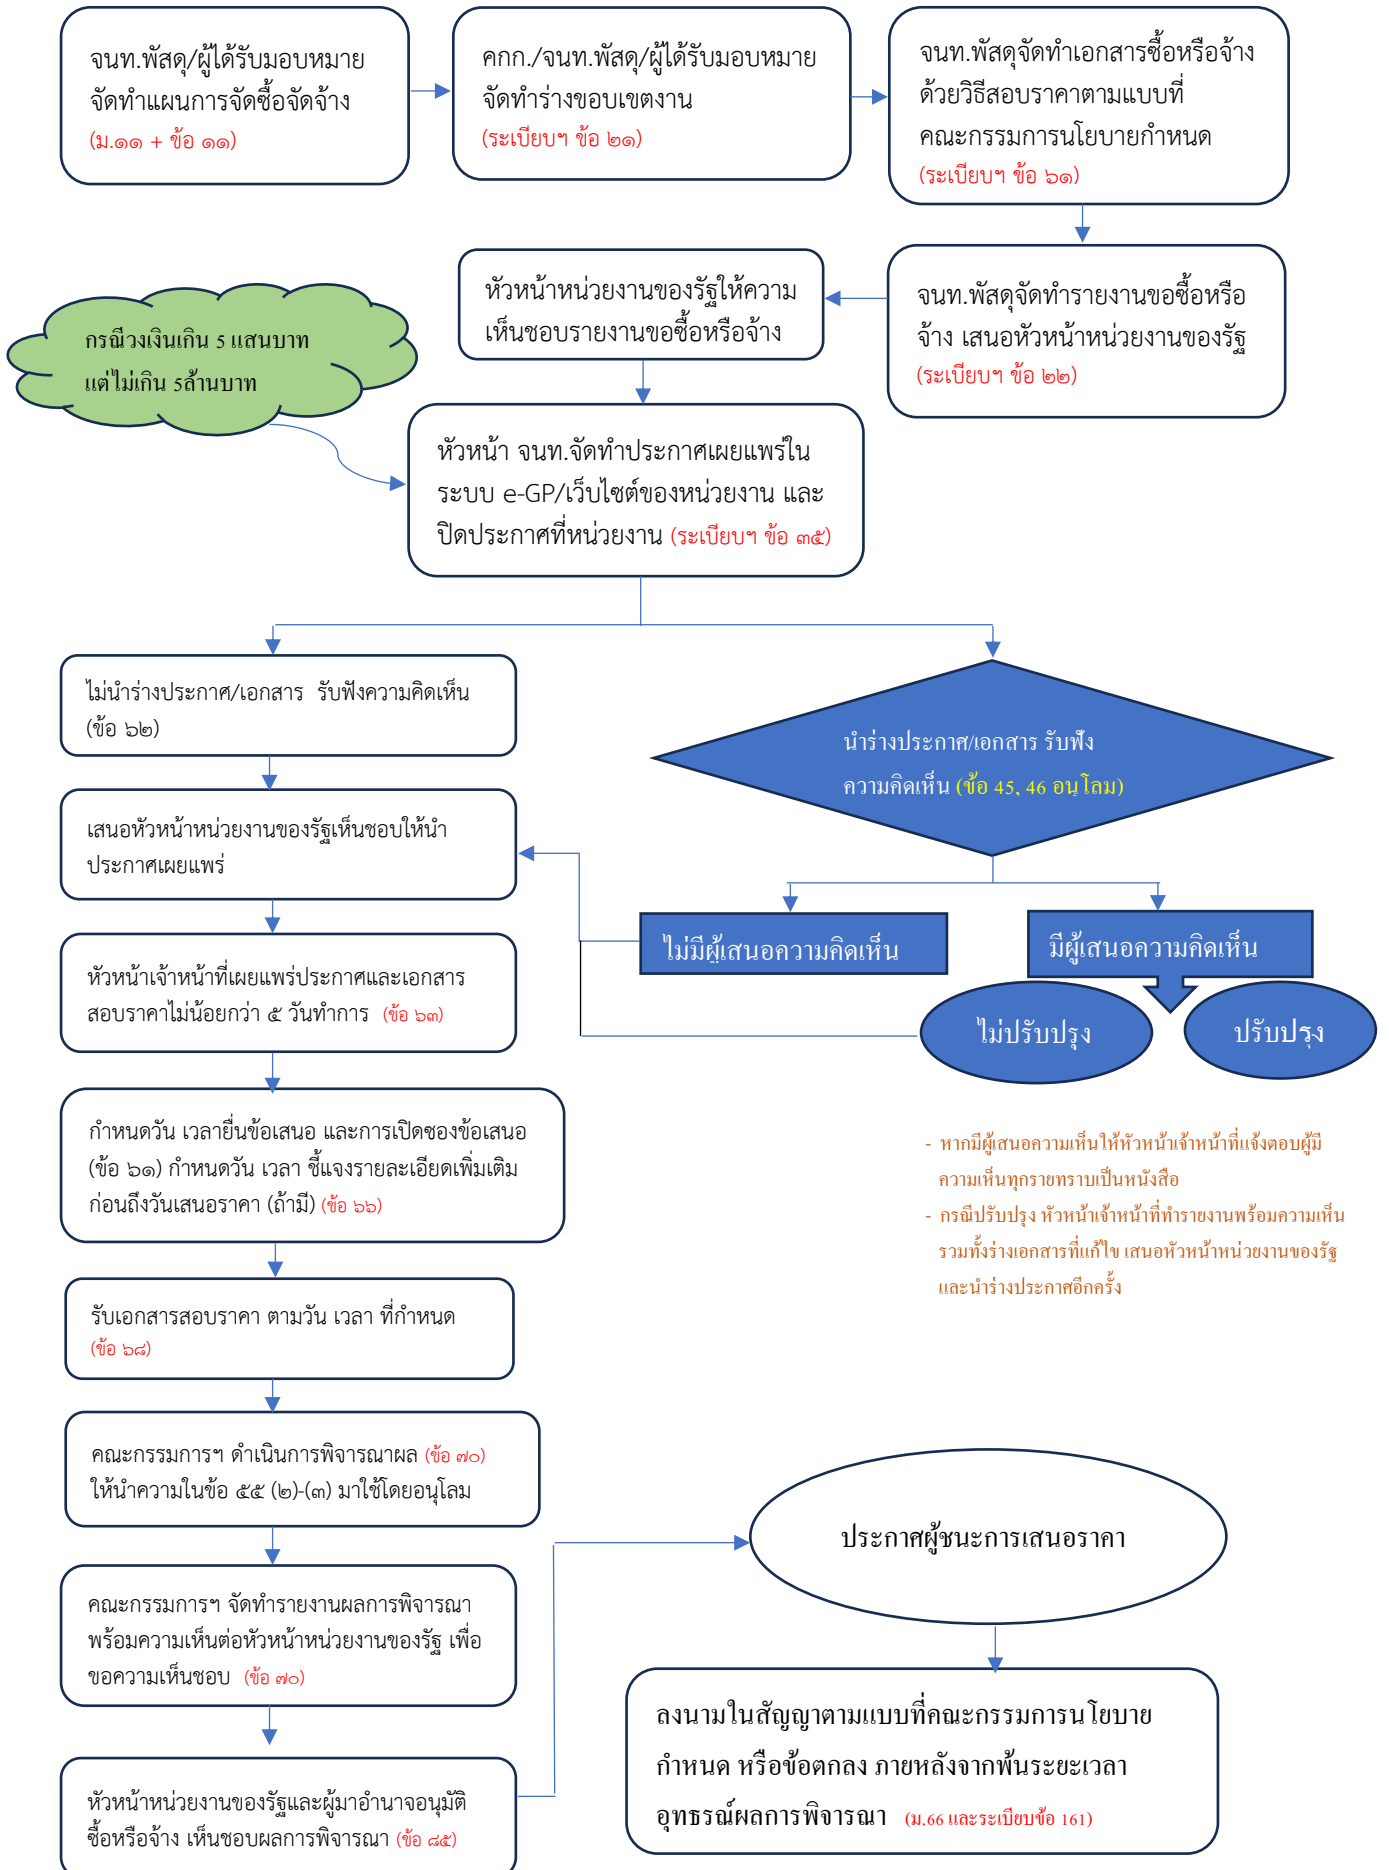 จนท.พัสดุ/ผู้ได้รับมอบหมาย
จัดทำแผนการจัดซื้อจัดจ้าง
(ม.๑๑ + ข้อ ๑๑)
คกก./จนท.พัสดุ/ผู้ได้รับมอบหมาย
จัดทำร่างขอบเขตงาน
(ระเบียบฯ ข้อ ๒๑)
จนท.พัสดุจัดทำเอกสารซื้อหรือจ้าง
ด้วยวิธีสอบราคาตามแบบที่
คณะกรรมการนโยบายกำหนด
(ระเบียบฯ ข้อ ๖๑)
จนท.พัสดุจัดทำรายงานขอซื้อหรือ
จ้าง เสนอหัวหน้าหน่วยงานของรัฐ
(ระเบียบฯ ข้อ ๒๒)
หัวหน้าหน่วยงานของรัฐให้ความ
เห็นชอบรายงานขอซื้อหรือจ้าง
กรณีวงเงินเกิน 5 แสนบาท
แต่ไม่เกิน 5ล้านบาท
หัวหน้า จนท.จัดทำประกาศเผยแพร่ใน
ระบบ e-GP/เว็บไซต์ของหน่วยงาน และ
ปิดประกาศที่หน่วยงาน (ระเบียบฯ ข้อ ๓๕)
ไม่นำร่างประกาศ/เอกสาร รับฟังความคิดเห็น
(ข้อ ๖๒)
นำร่างประกาศ/เอกสาร รับฟัง
ความคิดเห็น (ข้อ 45, 46 อนุโลม)
เสนอหัวหน้าหน่วยงานของรัฐเห็นชอบให้นำ
ประกาศเผยแพร่
ไม่มีผู้เสนอความคิดเห็น
มีผู้เสนอความคิดเห็น
หัวหน้าเจ้าหน้าที่เผยแพร่ประกาศและเอกสาร
สอบราคาไม่น้อยกว่า ๕ วันทำการ (ข้อ ๖๓)
ไม่ปรับปรุง
ปรับปรุง
กำหนดวัน เวลายื่นข้อเสนอ และการเปิดซองข้อเสนอ
(ข้อ ๖๑) กำหนดวัน เวลา ชี้แจงรายละเอียดเพิ่มเติม
ก่อนถึงวันเสนอราคา (ถ้ามี) (ข้อ ๖๖)
- หากมีผู้เสนอความเห็นให้หัวหน้าเจ้าหน้าที่แจ้งตอบผู้มี
ความเห็นทุกรายทราบเป็นหนังสือ
- กรณีปรับปรุง หัวหน้าเจ้าหน้าที่ทำรายงานพร้อมความเห็น
รวมทั้งร่างเอกสารที่แก้ไข เสนอหัวหน้าหน่วยงานของรัฐ
และนำร่างประกาศอีกครั้ง
รับเอกสารสอบราคา ตามวัน เวลา ที่กำหนด
(ข้อ ๖๘)
คณะกรรมการฯ ดำเนินการพิจารณาผล (ข้อ ๗๐)
ให้นำความในข้อ ๕๕ (๒)-(๓) มาใช้โดยอนุโลม
ประกาศผู้ชนะการเสนอราคา
คณะกรรมการฯ จัดทำรายงานผลการพิจารณา
พร้อมความเห็นต่อหัวหน้าหน่วยงานของรัฐ เพื่อ
ขอความเห็นชอบ (ข้อ ๗๐)
ลงนามในสัญญาตามแบบที่คณะกรรมการนโยบาย
กำหนด หรือข้อตกลง ภายหลังจากพ้นระยะเวลา
อุทธรณ์ผลการพิจารณา (ม.66 และระเบียบข้อ 161)
หัวหน้าหน่วยงานของรัฐและผู้มาอำนาจอนุมัติ
ซื้อหรือจ้าง เห็นชอบผลการพิจารณา (ข้อ ๘๕)